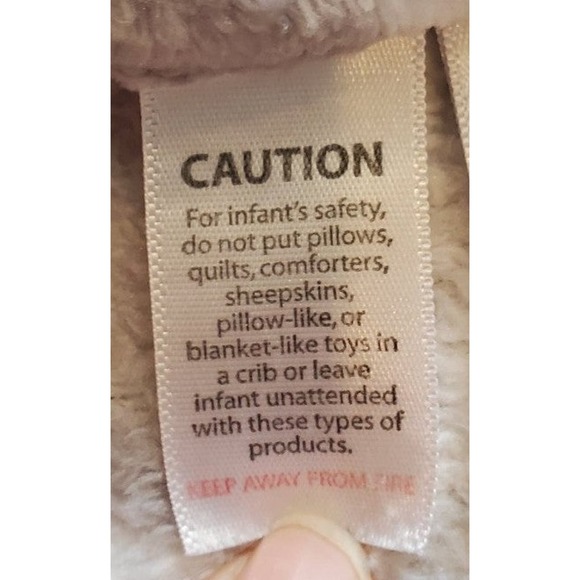 CAUTION
For infant's safety,
do not put pillows,
quilts, comforters,
sheepskins,
pillow-like, or
blanket-like toys in
a crib or leave
infant unattended
with these types of
products.
KEEP AWAY FROM FIRE